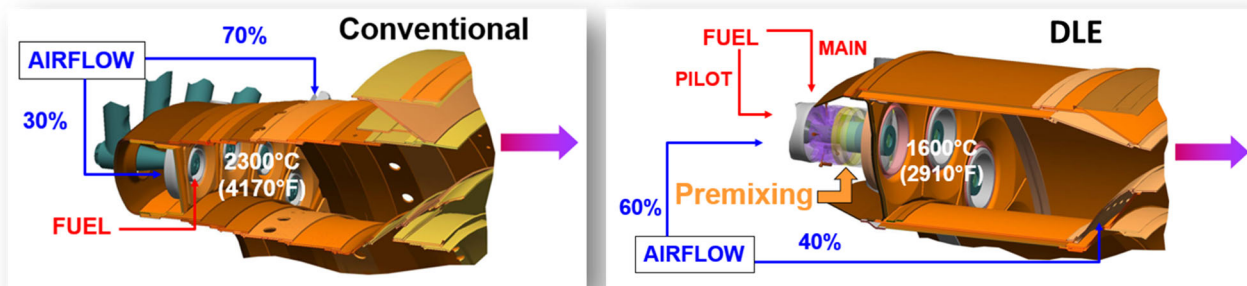 Conventional
70%
AIRFLOW
30%
2300°C
(4170°F)
FUEL
DLE
FUEL
MAIN
PILOT
1600°C
(2910°F)
Premixing
60%
40%
AIRFLOW